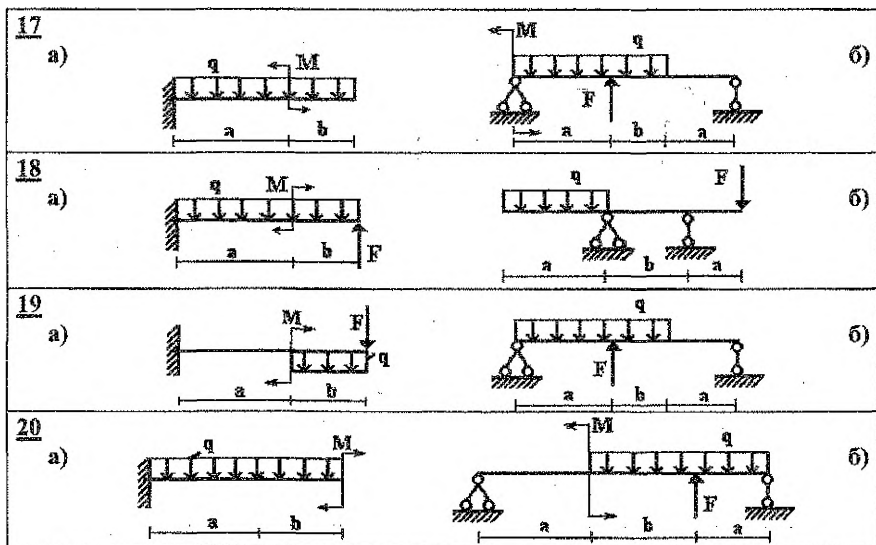 17
а) q M
M q б)
F
a b
a b a
18
а) q M
q F б)
F
a b
a b a
19
а) M F q
q б)
F
a b
a b a
20
а) q M
M q б)
F
a b
a b a